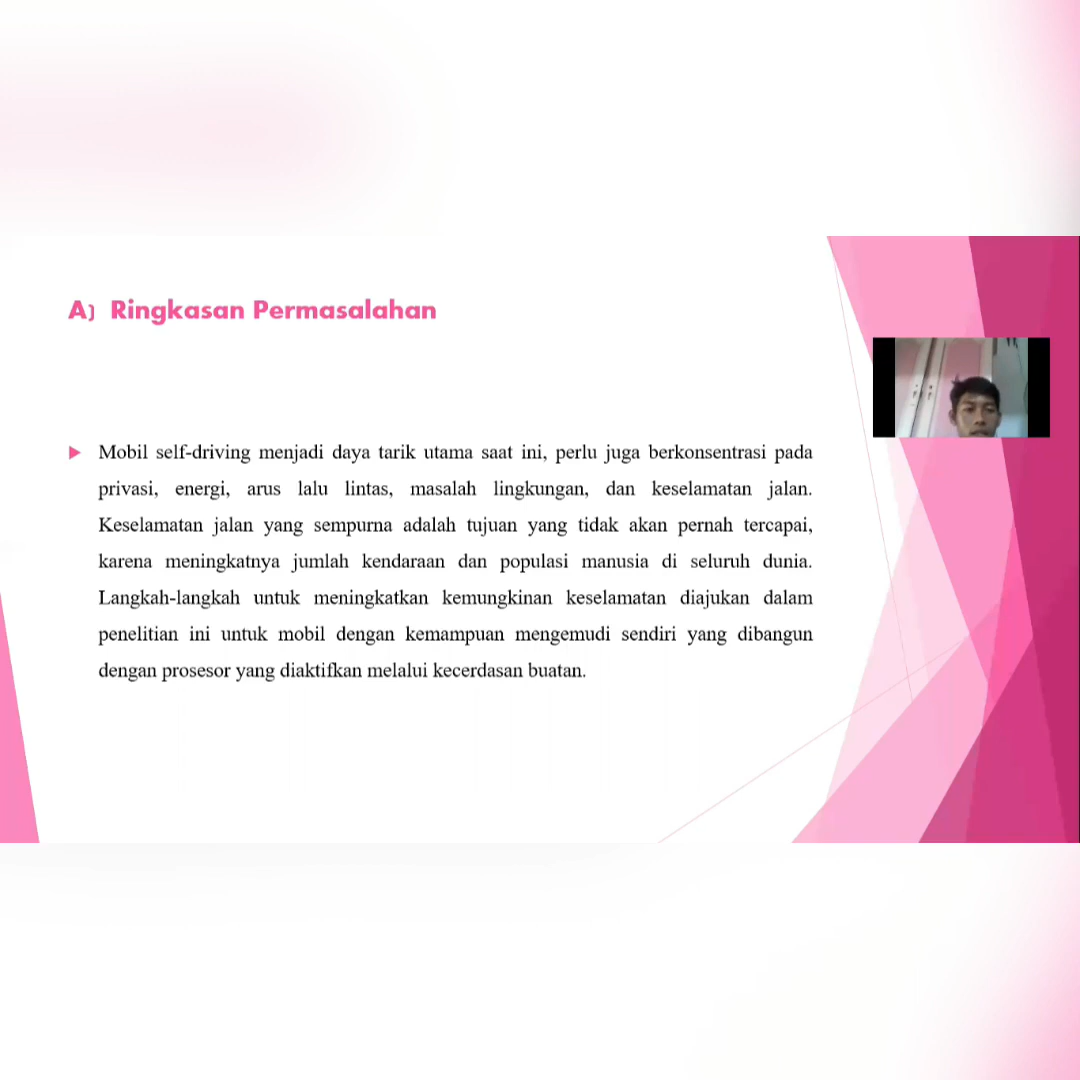 A) Ringkasan Permasalahan
Mobil self-driving menjadi daya tarik utama saat ini, perlu juga berkonsentrasi pada
privasi, energi, arus lalu lintas, masalah lingkungan, dan keselamatan jalan.
Keselamatan jalan yang sempurna adalah tujuan yang tidak akan pernah tercapai,
karena meningkatnya jumlah kendaraan dan populasi manusia di seluruh dunia.
Langkah-langkah untuk meningkatkan kemungkinan keselamatan diajukan dalam
penelitian ini untuk mobil dengan kemampuan mengemudi sendiri yang dibangun
dengan prosesor yang diaktifkan melalui kecerdasan buatan.